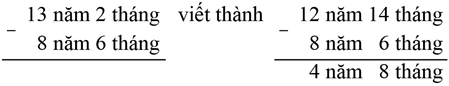 13 năm 2 tháng viết thành 12 năm 14 tháng
− 8 năm 6 tháng − 8 năm 6 tháng
4 năm 8 tháng